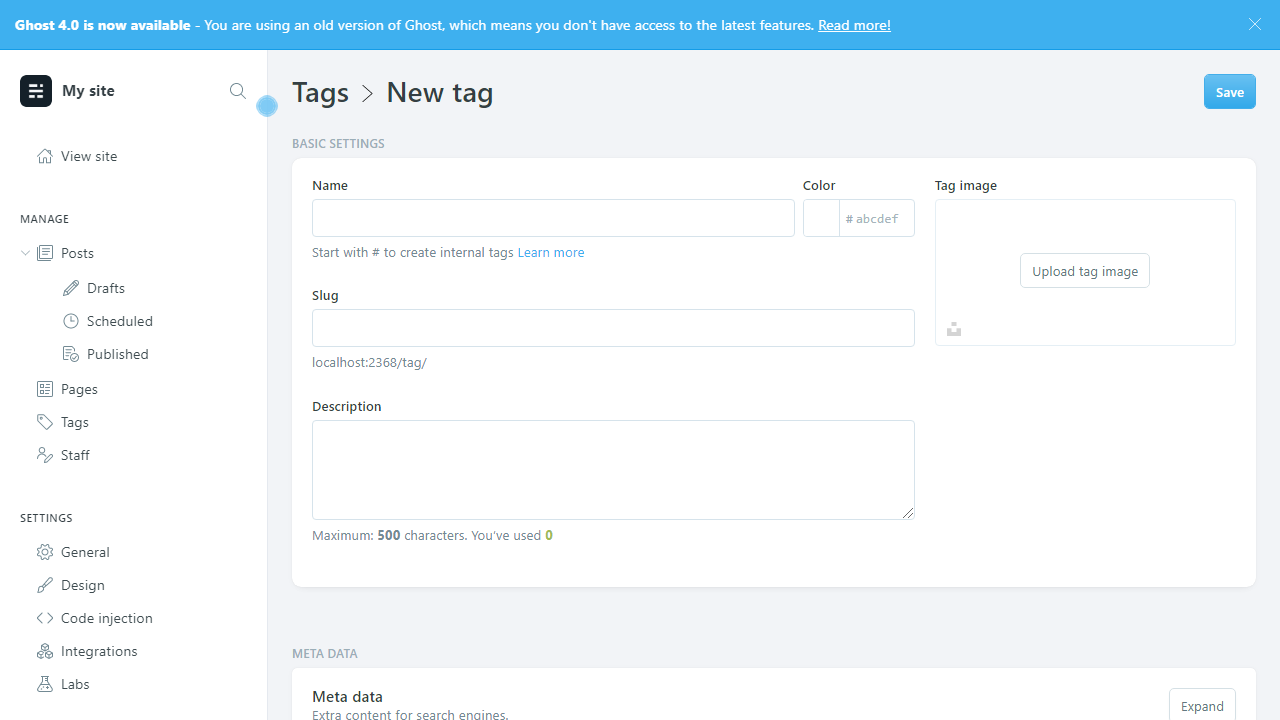 Ghost 4.0 is now available - You are using an old version of Ghost, which means you don't have access to the latest features. Read more!
My site
View site
MANAGE
Posts
Drafts
Scheduled
Published
Pages
Tags
Staff
SETTINGS
General
Design
Code injection
Integrations
Labs
Tags > New tag
Save
BASIC SETTINGS
Name
Color
# abcdef
Start with # to create internal tags Learn more
Slug
localhost:2368/tag/
Description
Maximum: 500 characters. You've used 0
Tag image
Upload tag image
META DATA
Meta data
Extra content for search engines.
Expand